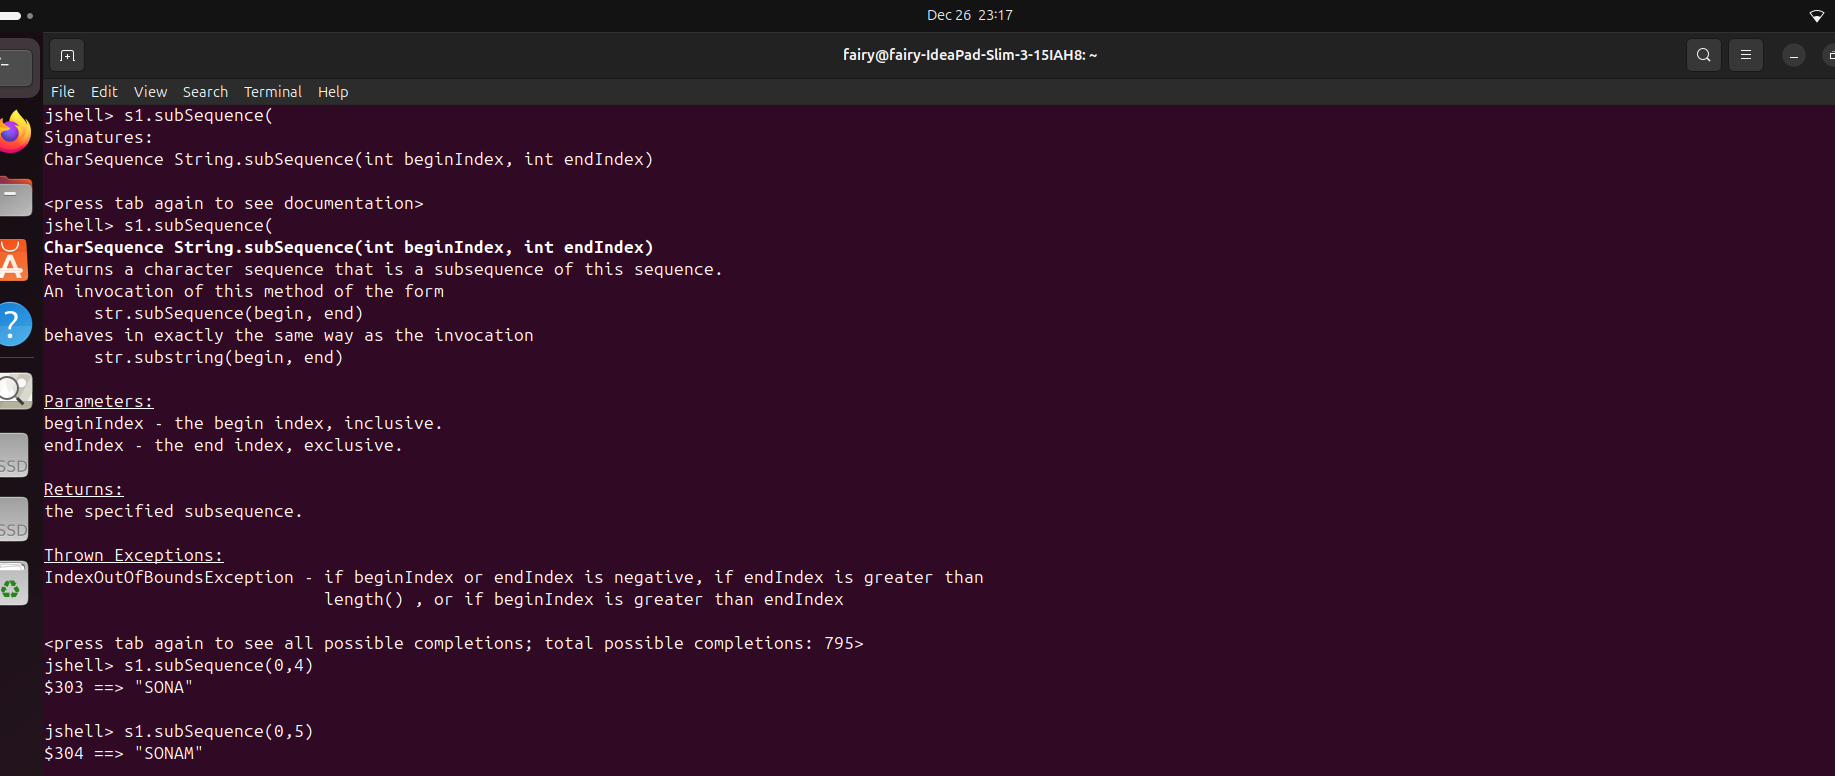 Dec 26 23:17
fairy@fairy-IdeaPad-Slim-3-15IAH8: ~
File Edit View Search Terminal Help
jshell> s1.subSequence(
Signatures:
CharSequence String.subSequence(int beginIndex, int endIndex)
<press tab again to see documentation>
jshell> s1.subSequence(
CharSequence String.subSequence(int beginIndex, int endIndex)
Returns a character sequence that is a subsequence of this sequence.
An invocation of this method of the form
str.subSequence(begin, end)
behaves in exactly the same way as the invocation
str.substring(begin, end)
Parameters:
beginIndex - the begin index, inclusive.
endIndex - the end index, exclusive.
Returns:
the specified subsequence.
Thrown Exceptions:
IndexOutOfBoundsException - if beginIndex or endIndex is negative, if endIndex is greater than
length() , or if beginIndex is greater than endIndex
<press tab again to see all possible completions; total possible completions: 795>
jshell> s1.subSequence(0,4)
$303 ==> "SONA"
jshell> s1.subSequence(0,5)
$304 ==> "SONAM"
SSD
SSD